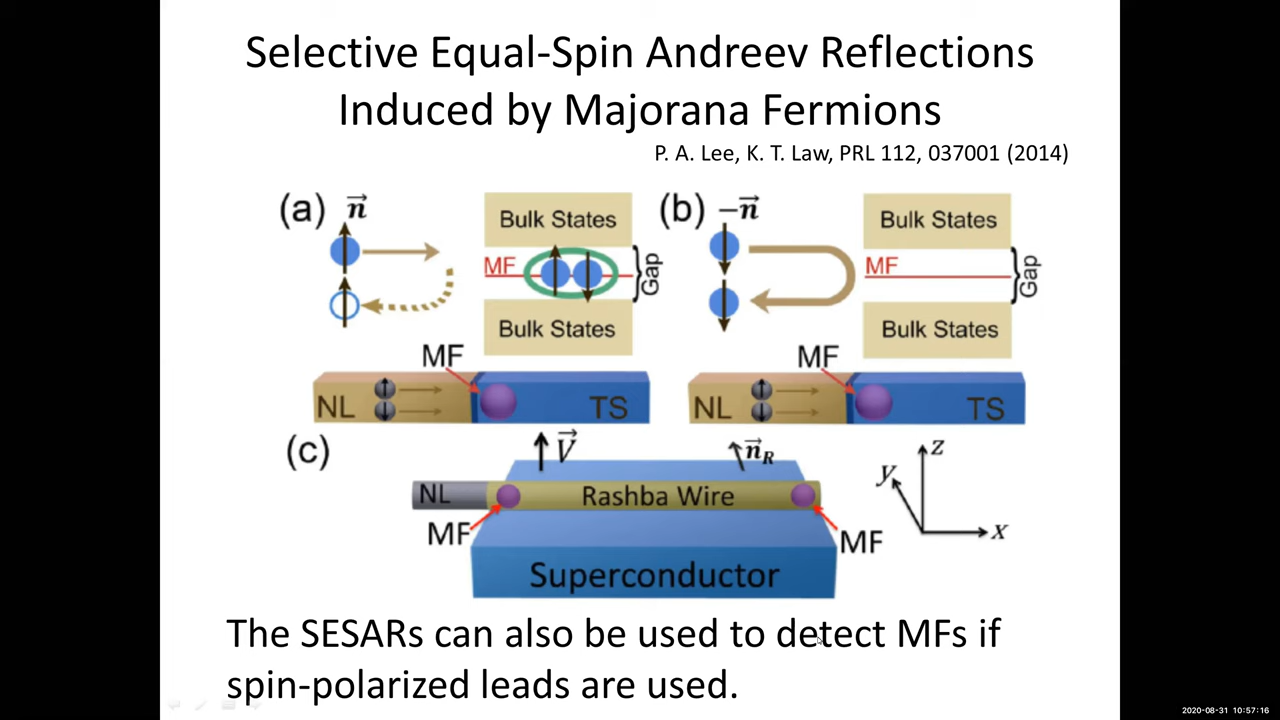 Selective Equal-Spin Andreev Reflections
Induced by Majorana Fermions
P. A. Lee, K. T. Law, PRL 112, 037001 (2014)
(a) n⃗
Bulk States
MF
Gap
Bulk States
(b) −n⃗
Bulk States
MF
Gap
Bulk States
MF
NL
TS
MF
NL
TS
(c)
V⃗
n⃗_R
z
y
x
NL
Rashba Wire
MF
MF
Superconductor
The SESARs can also be used to detect MFs if
spin-polarized leads are used.
2020-08-31 10:57:16